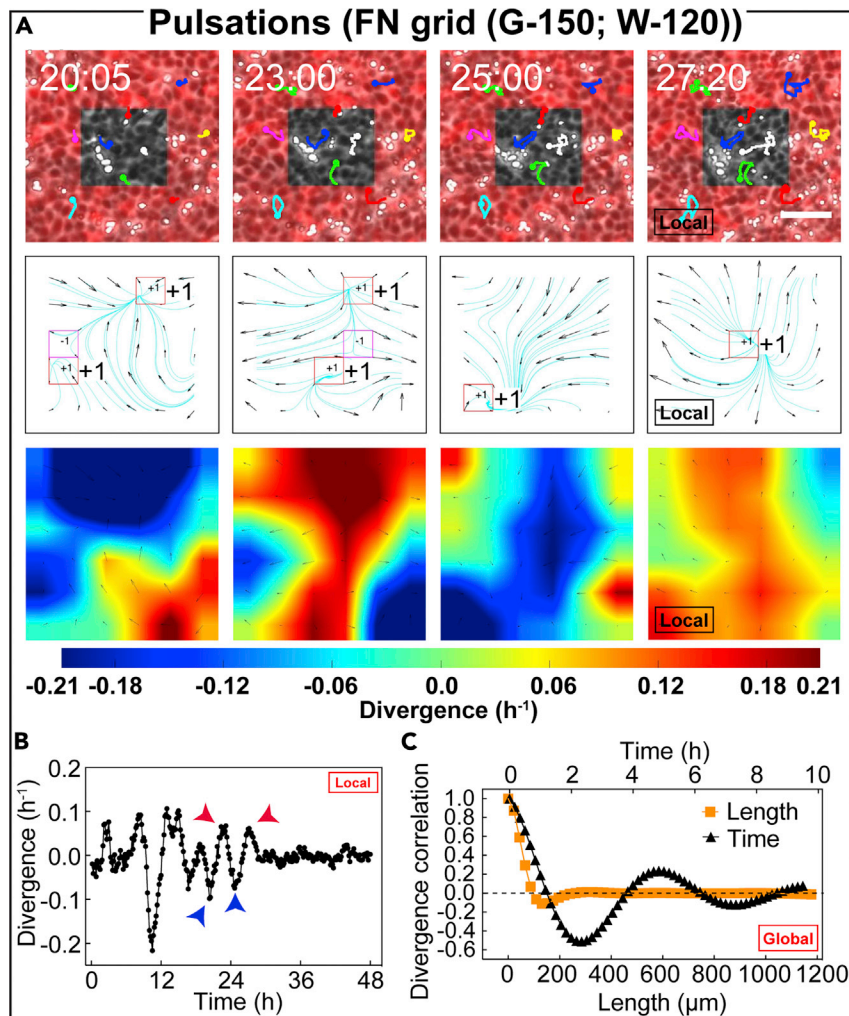 A
Pulsations (FN grid (G-150; W-120))
20:05 23:00 25:00 27:20
Local
+1 +1
-1
+1 +1
+1 +1
-1
+1 +1
+1 +1
+1 +1
Local
Local
-0.21 -0.18 -0.12 -0.06 0.0 0.06 0.12 0.18 0.21
Divergence (h-1)
B
Local
0.2
0.1
0.0
-0.1
-0.2
Divergence (h-1)
0 12 24 36 48
Time (h)
C
Time (h)
0 2 4 6 8 10
1.0
0.8
0.6
0.4
0.2
0.0
-0.2
-0.4
-0.6
Divergence correlation
Length
Time
Global
0 200 400 600 800 1000 1200
Length (µm)